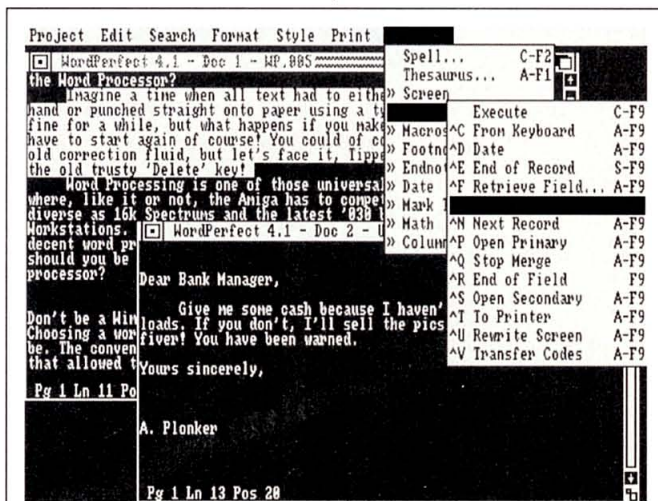 Project Edit Search Format Style Print
WordPerfect 4.1 - Doc 1 - WP.005
the Word Processor?
Imagine a time when all text had to eithe
hand or punched straight onto paper using a ty
fine for a while, but what happens if you make
have to start again of course! You could of co
old correction fluid, but let's face it, Tippe
the old trusty 'Delete' key!
Word Processing is one of those universal
where, like it or not, the Amiga has to compet
diverse as 16k Spectrums and the latest '030
Workstations.
decent word pr
should you be
processor?
Don't be a Wim
Choosing a wor
be. The conven
that allowed t
Pg 1 Ln 11 Po
WordPerfect 4.1 - Doc 2 - U
Dear Bank Manager,
Give me some cash because I haven'
loads. If you don't, I'll sell the pics
fiver! You have been warned.
Yours sincerely,
A. Plonker
Pg 1 Ln 13 Pos 20
Spell... C-F2
Thesaurus... A-F1
» Screen
» Macros
» Footno
» Endnot
» Date
» Mark T
» Math
» Column
Execute C-F9
^C From Keyboard A-F9
^D Date A-F9
^E End of Record S-F9
^F Retrieve Field... A-F9
^N Next Record A-F9
^P Open Primary A-F9
^Q Stop Merge A-F9
^R End of Field F9
^S Open Secondary A-F9
^T To Printer A-F9
^U Rewrite Screen A-F9
^V Transfer Codes A-F9